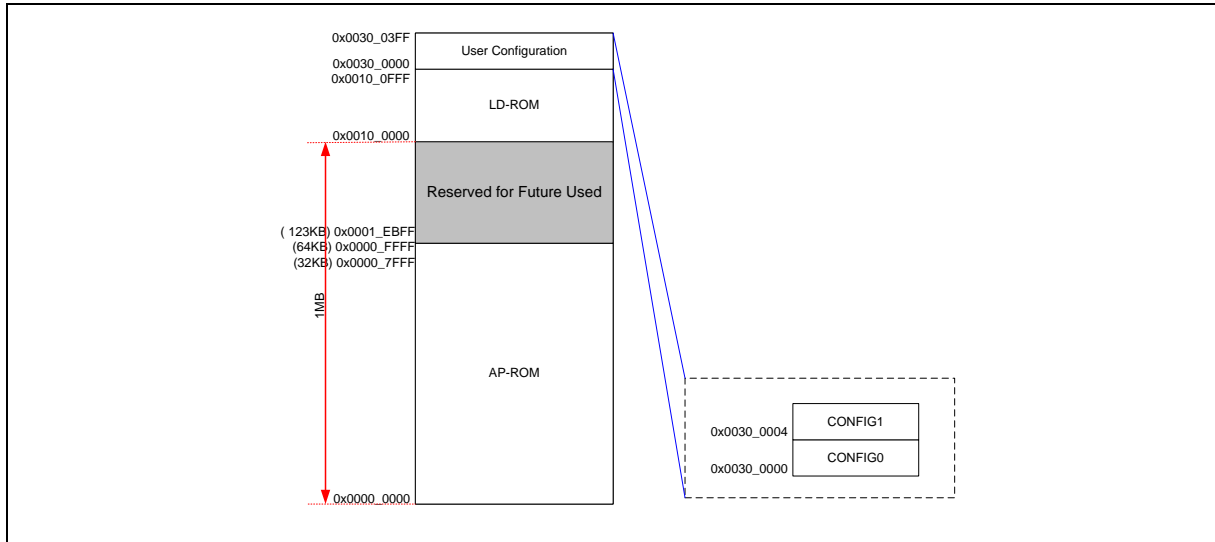 0x0030_03FF
User Configuration
0x0030_0000
0x0010_0FFF
LD-ROM
0x0010_0000
Reserved for Future Used
( 123KB) 0x0001_EBFF
(64KB) 0x0000_FFFF
(32KB) 0x0000_7FFF
1MB
AP-ROM
0x0000_0000
CONFIG1
0x0030_0004
CONFIG0
0x0030_0000